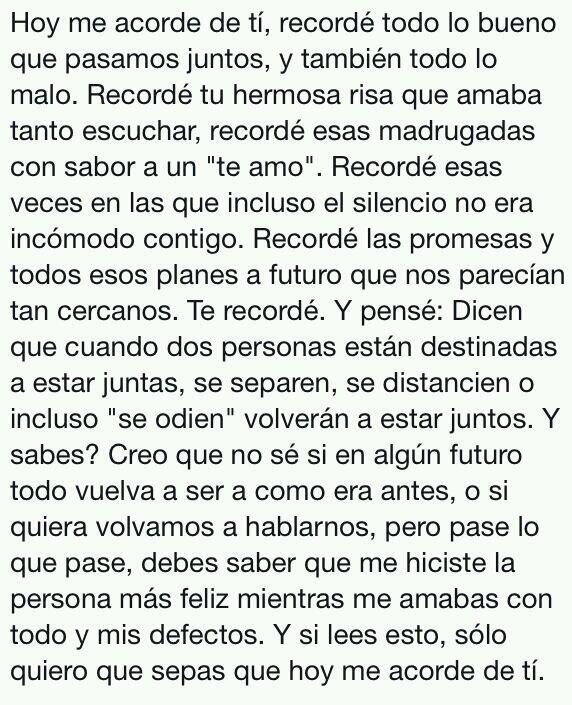 Hoy me acorde de tí, recordé todo lo bueno
que pasamos juntos, y también todo lo
malo. Recordé tu hermosa risa que amaba
tanto escuchar, recordé esas madrugadas
con sabor a un "te amo". Recordé esas
veces en las que incluso el silencio no era
incómodo contigo. Recordé las promesas y
todos esos planes a futuro que nos parecían
tan cercanos. Te recordé. Y pensé: Dicen
que cuando dos personas están destinadas
a estar juntas, se separen, se distancien o
incluso "se odien" volverán a estar juntos. Y
sabes? Creo que no sé si en algún futuro
todo vuelva a ser a como era antes, o si
quiera volvamos a hablarnos, pero pase lo
que pase, debes saber que me hiciste la
persona más feliz mientras me amabas con
todo y mis defectos. Y si lees esto, sólo
quiero que sepas que hoy me acorde de tí.